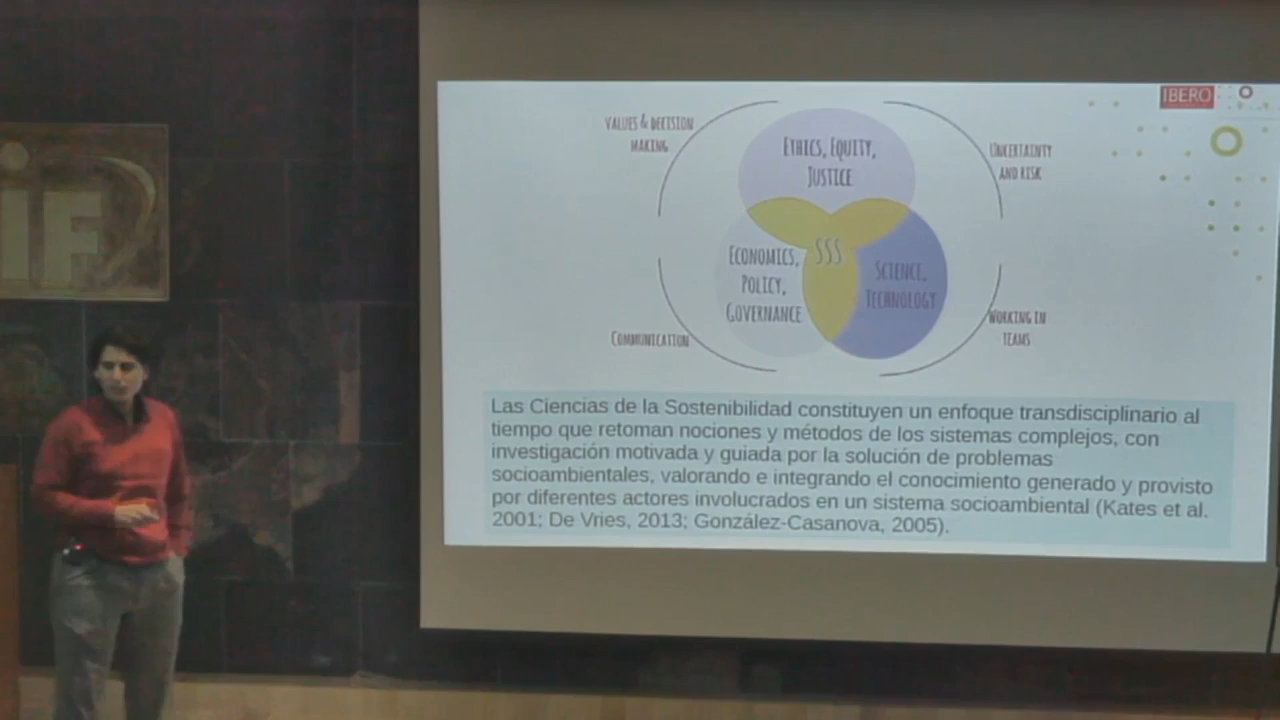 IBERO
VALUES & DECISION
MAKING
ETHICS, EQUITY,
JUSTICE
UNCERTAINTY
AND RISK
SSS
ECONOMICS,
POLICY,
GOVERNANCE
SCIENCE,
TECHNOLOGY
COMMUNICATION
WORKING IN
TEAMS
Las Ciencias de la Sostenibilidad constituyen un enfoque transdisciplinario al
tiempo que retoman nociones y métodos de los sistemas complejos, con
investigación motivada y guiada por la solución de problemas
socioambientales, valorando e integrando el conocimiento generado y provisto
por diferentes actores involucrados en un sistema socioambiental (Kates et al.
2001; De Vries, 2013; González-Casanova, 2005).
iF